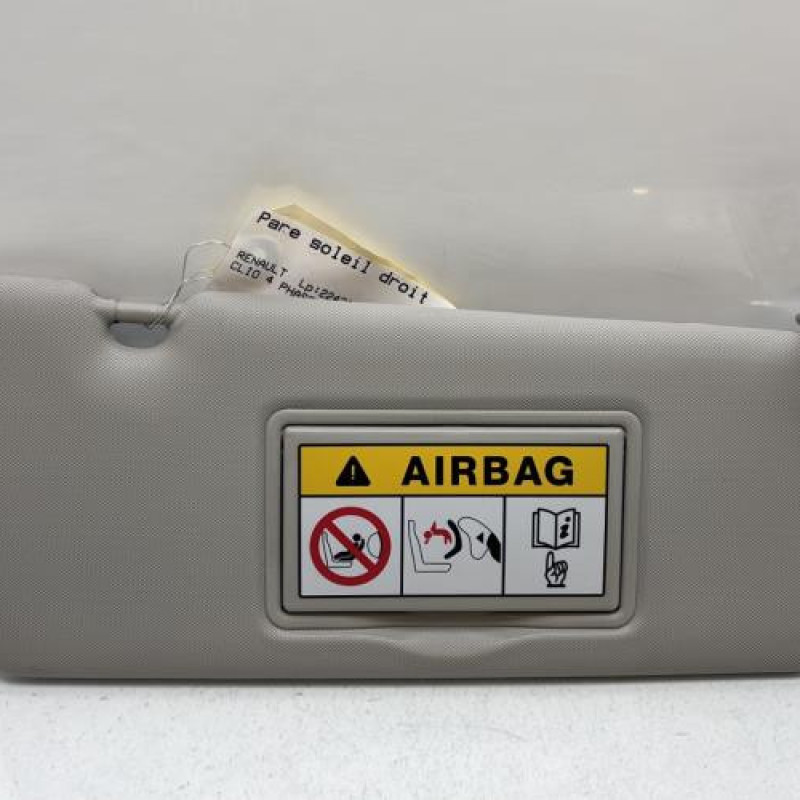 Pare soleil droit
RENAULT
CLIO 4
AIRBAG